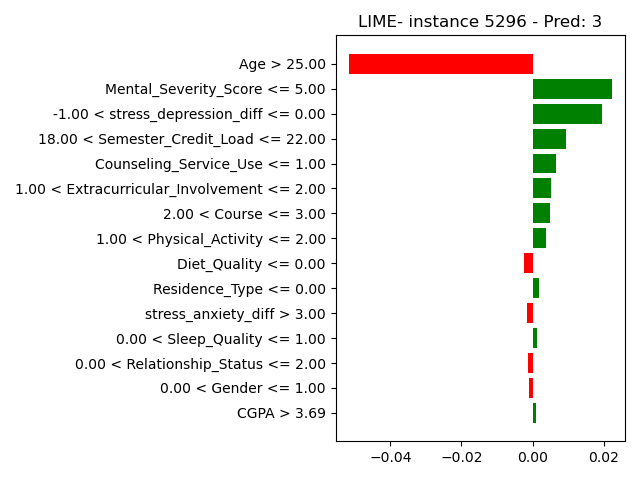 LIME- instance 5296 - Pred: 3
Age > 25.00
Mental_Severity_Score <= 5.00
-1.00 < stress_depression_diff <= 0.00
18.00 < Semester_Credit_Load <= 22.00
Counseling_Service_Use <= 1.00
1.00 < Extracurricular_Involvement <= 2.00
2.00 < Course <= 3.00
1.00 < Physical_Activity <= 2.00
Diet_Quality <= 0.00
Residence_Type <= 0.00
stress_anxiety_diff > 3.00
0.00 < Sleep_Quality <= 1.00
0.00 < Relationship_Status <= 2.00
0.00 < Gender <= 1.00
CGPA > 3.69
−0.04 −0.02 0.00 0.02